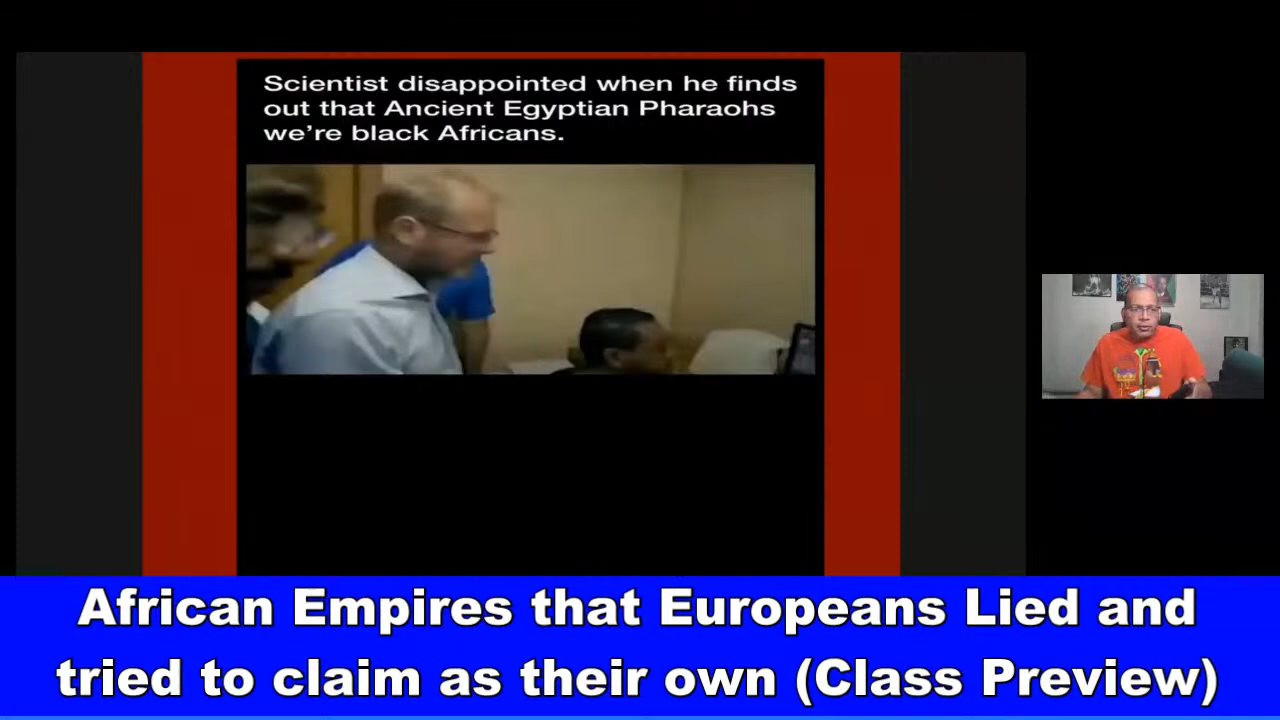 Scientist disappointed when he finds
out that Ancient Egyptian Pharaohs
we're black Africans.
African Empires that Europeans Lied and
tried to claim as their own (Class Preview)